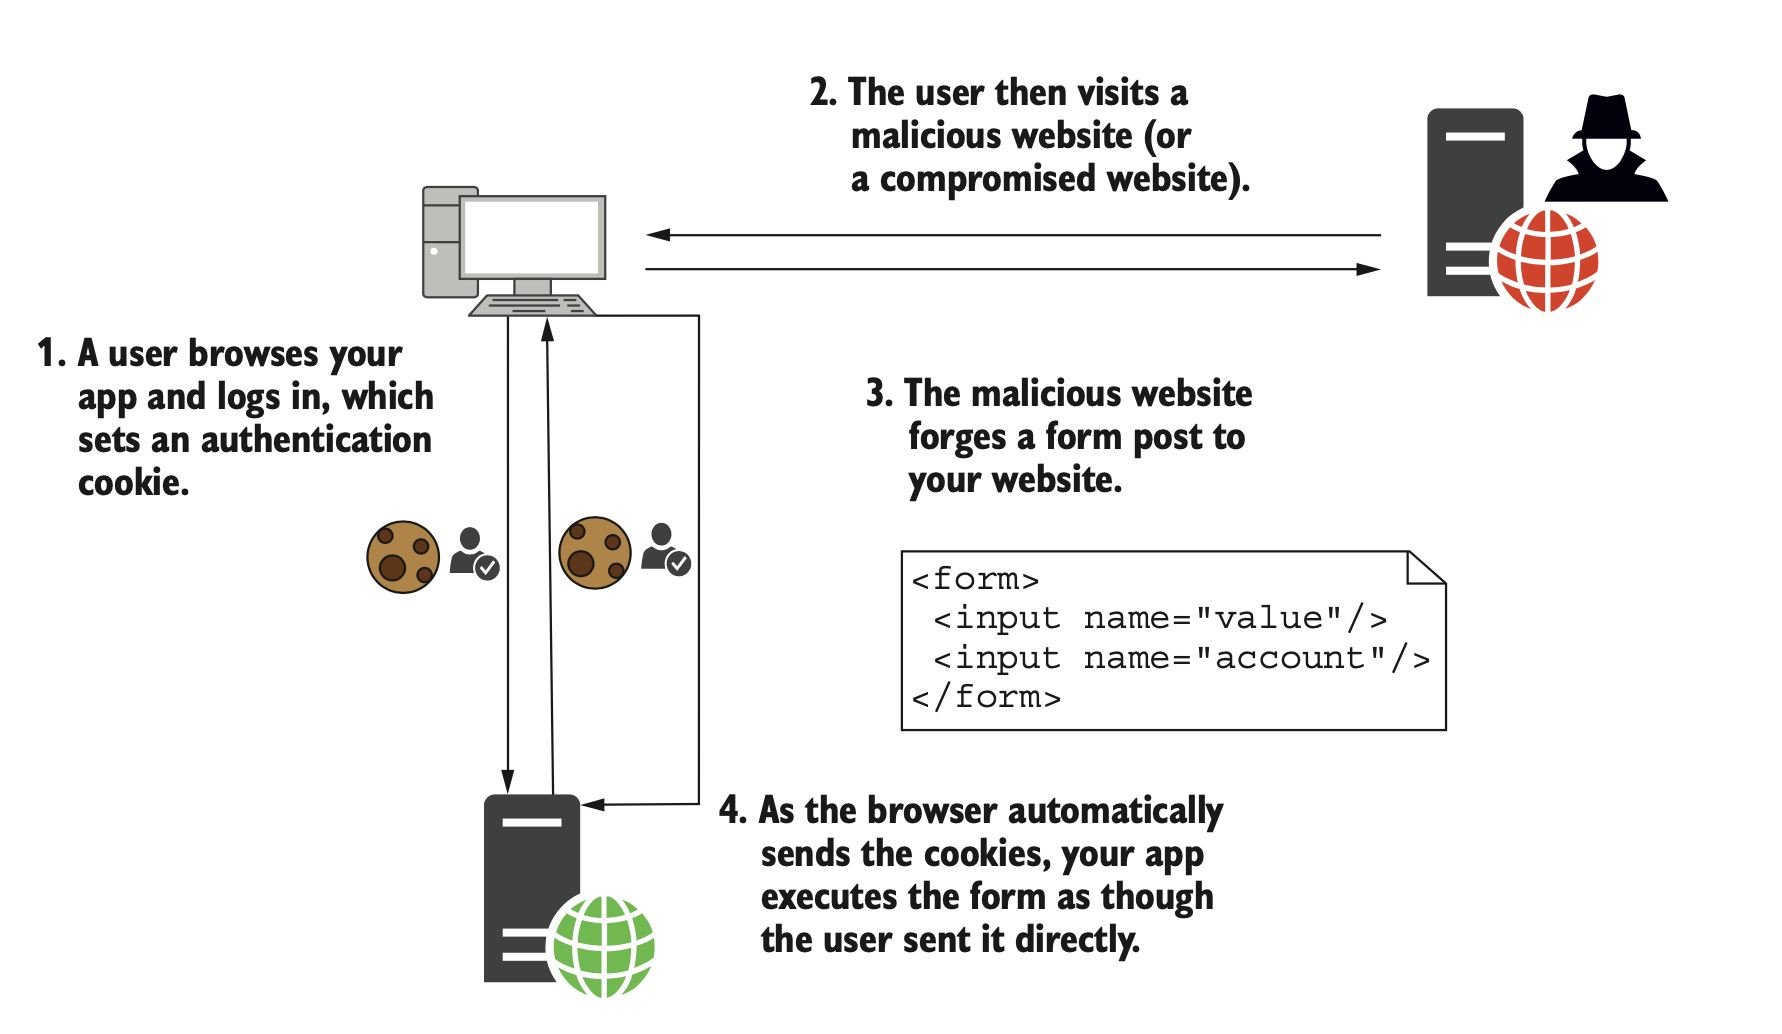 2. The user then visits a
malicious website (or
a compromised website).
1. A user browses your
app and logs in, which
sets an authentication
cookie.
3. The malicious website
forges a form post to
your website.
<form>
<input name="value"/>
<input name="account"/>
</form>
4. As the browser automatically
sends the cookies, your app
executes the form as though
the user sent it directly.